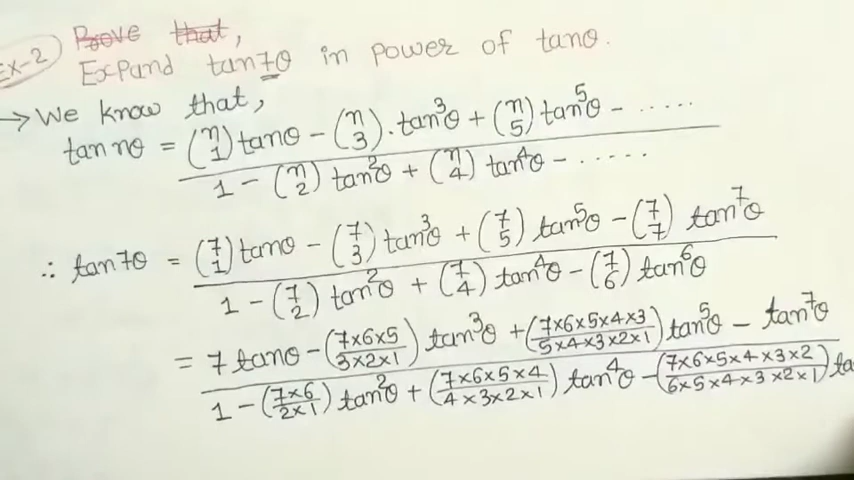 Ex-2 Prove that,
Expand tan7θ in power of tanθ.
→ We know that,
tan nθ = (n 1) tanθ − (n 3) . tan³θ + (n 5) tan⁵θ − ......
1 − (n 2) tan²θ + (n 4) tan⁴θ − ......
∴ tan7θ = (7 1) tanθ − (7 3) tan³θ + (7 5) tan⁵θ − (7 7) tan⁷θ
1 − (7 2) tan²θ + (7 4) tan⁴θ − (7 6) tan⁶θ
= 7 tanθ − (7×6×5 / 3×2×1) tan³θ + (7×6×5×4×3 / 5×4×3×2×1) tan⁵θ − tan⁷θ
1 − (7×6 / 2×1) tan²θ + (7×6×5×4 / 4×3×2×1) tan⁴θ − (7×6×5×4×3×2 / 6×5×4×3×2×1) ta